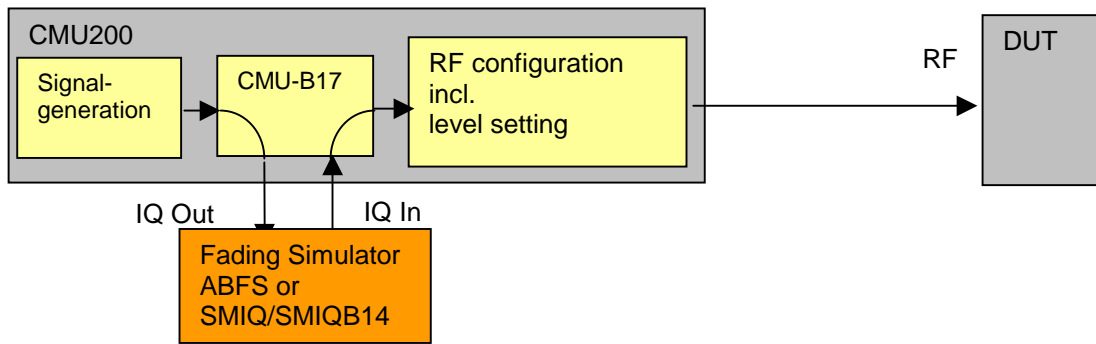 CMU200
Signal-
generation
CMU-B17
RF configuration
incl.
level setting
RF
DUT
IQ Out
IQ In
Fading Simulator
ABFS or
SMIQ/SMIQB14